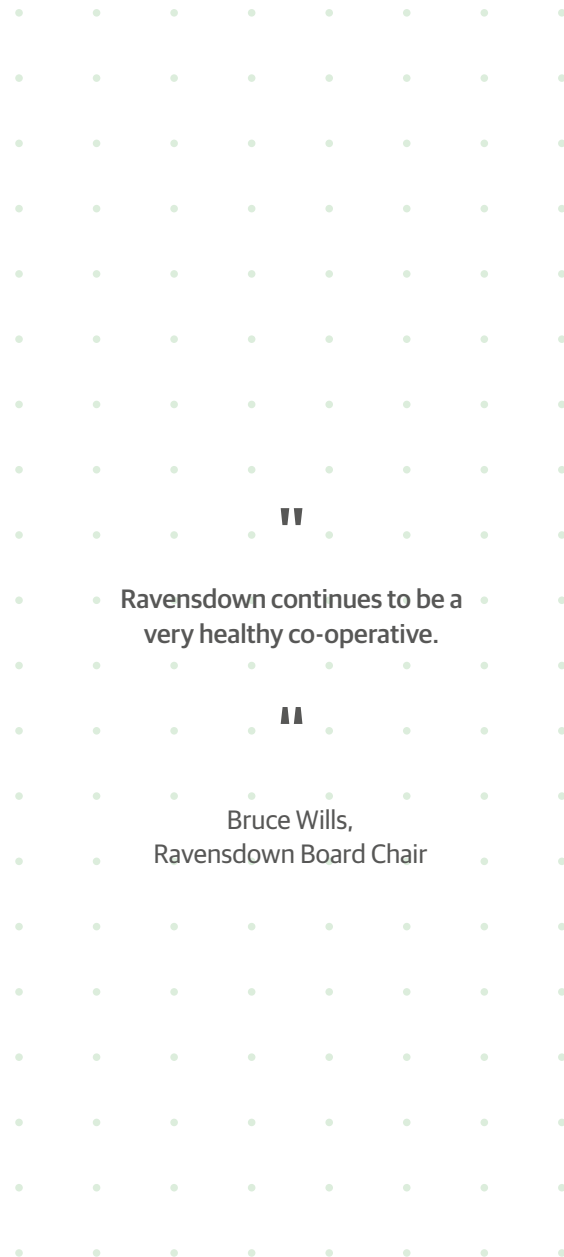 "
Ravensdown continues to be a
very healthy co-operative.
"
Bruce Wills,
Ravensdown Board Chair